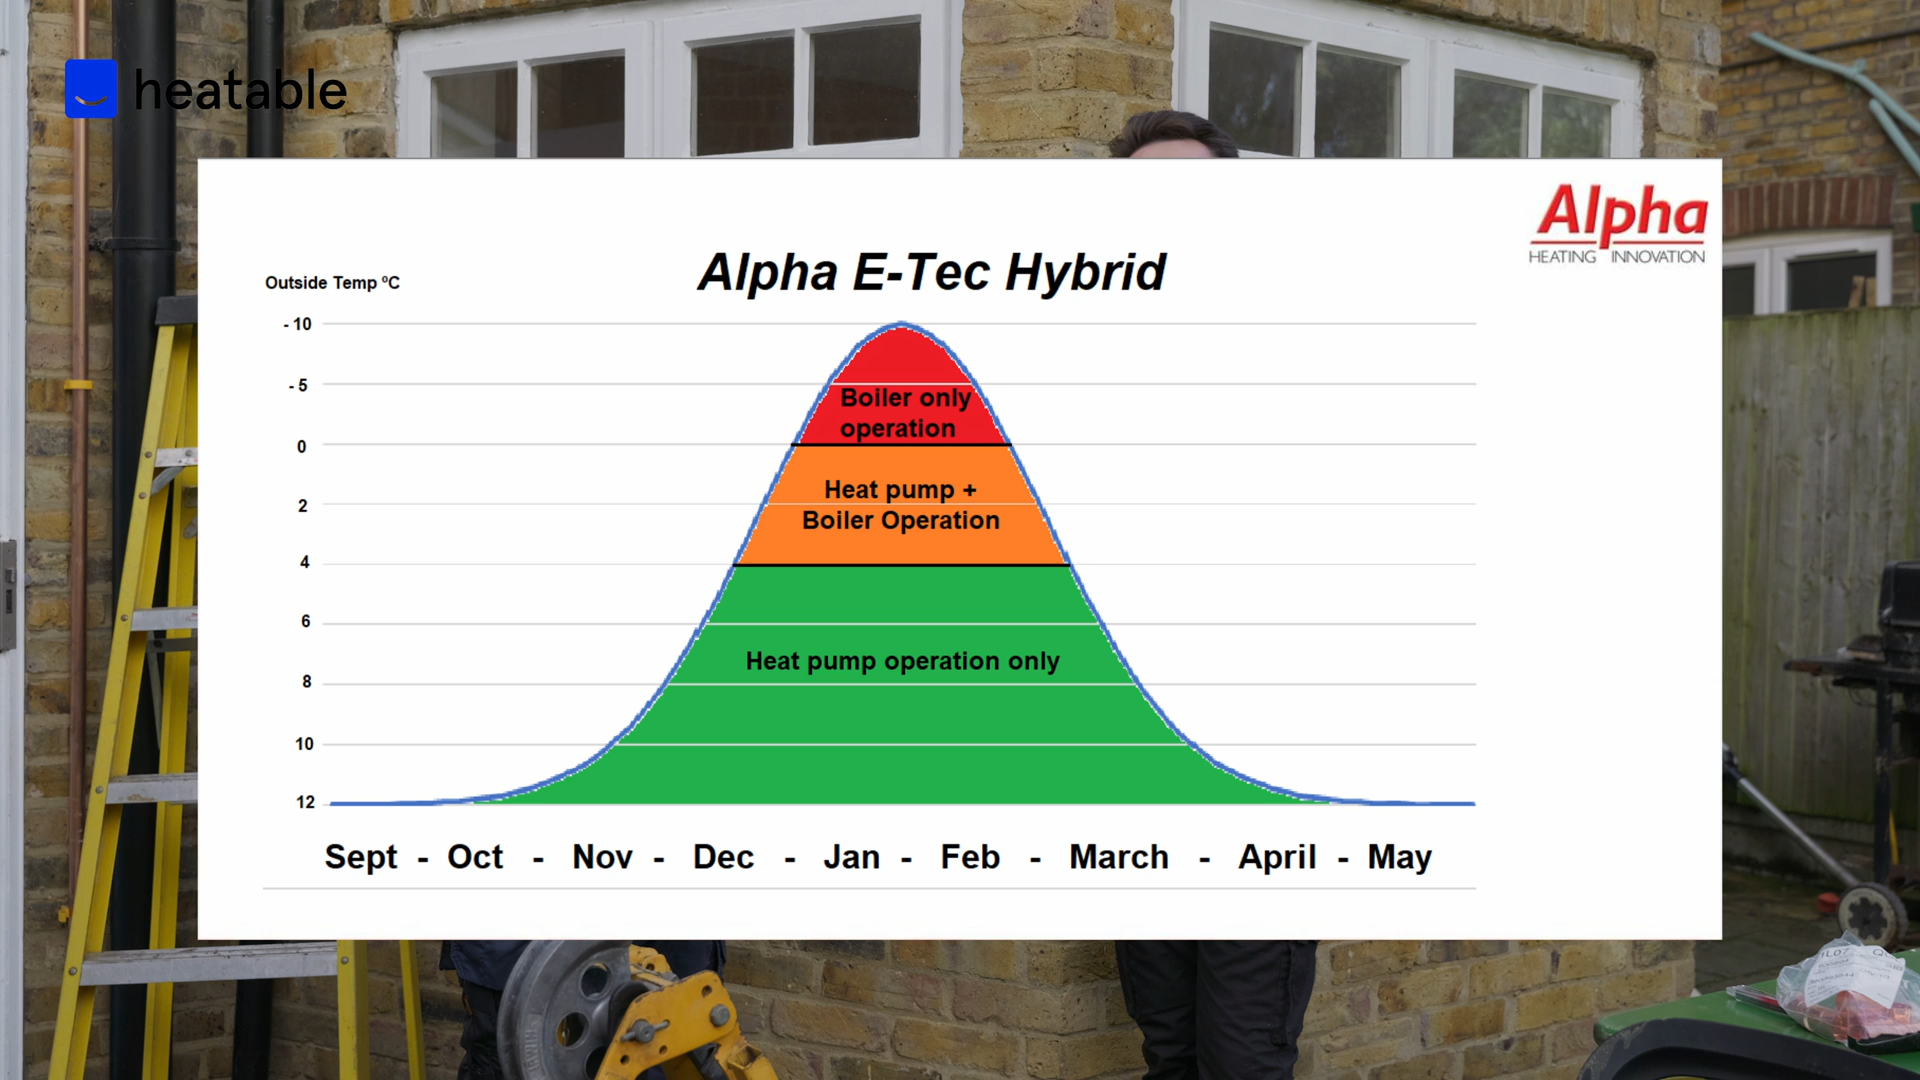 heatable
Alpha
HEATING INNOVATION
Alpha E-Tec Hybrid
Outside Temp ºC
- 10
- 5
0
2
4
6
8
10
12
Boiler only
operation
Heat pump +
Boiler Operation
Heat pump operation only
Sept - Oct - Nov - Dec - Jan - Feb - March - April - May